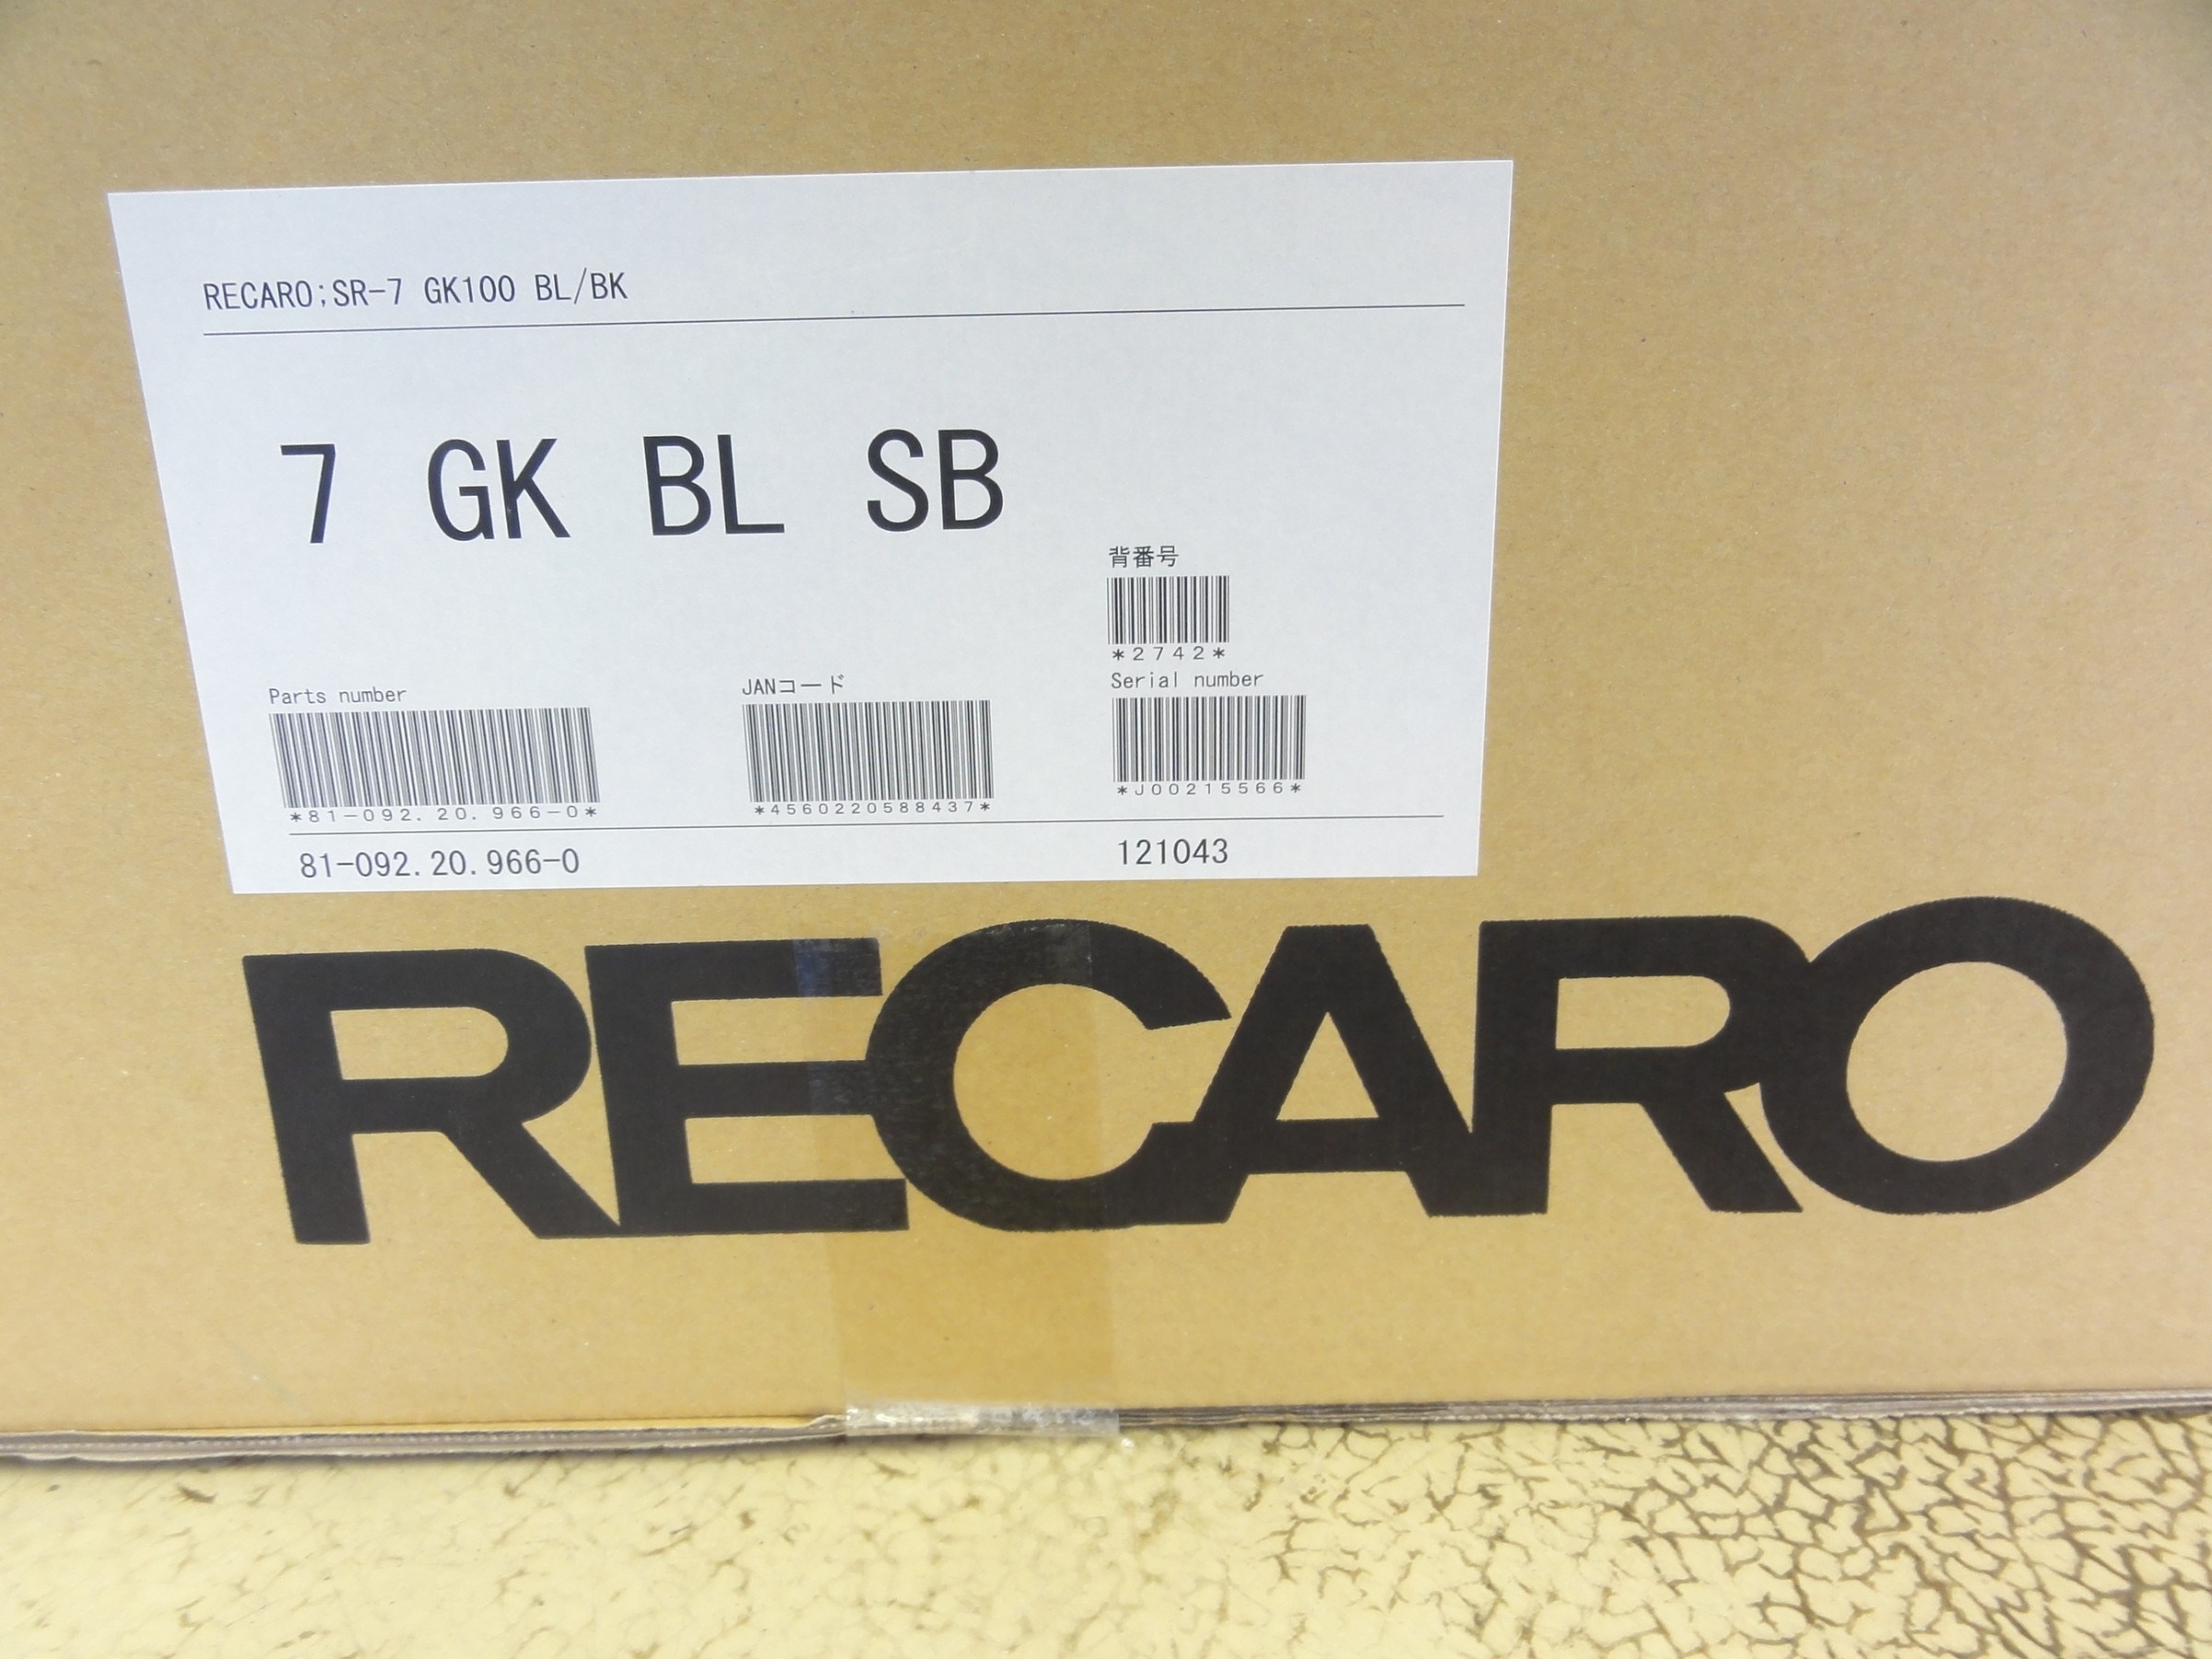 RECARO;SR-7 GK100 BL/BK
7 GK BL SB
背番号
*2742*
Parts number
JANコード
Serial number
*81-092.20.966-0*
*4560220588437*
*J00215566*
81-092.20.966-0
121043
RECARO